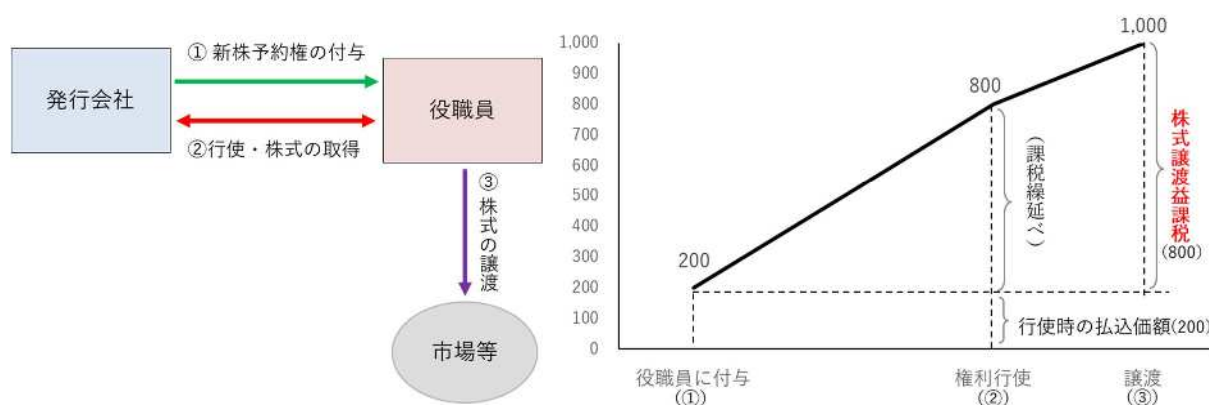 ① 新株予約権の付与
発行会社
役職員
②行使・株式の取得
③株式の譲渡
市場等
1,000
900
800
700
600
500
400
300
200
100
0
200
800
1,000
(課税繰延べ)
株式譲渡益課税
(800)
行使時の払込価額(200)
役職員に付与
(①)
権利行使
(②)
譲渡
(③)